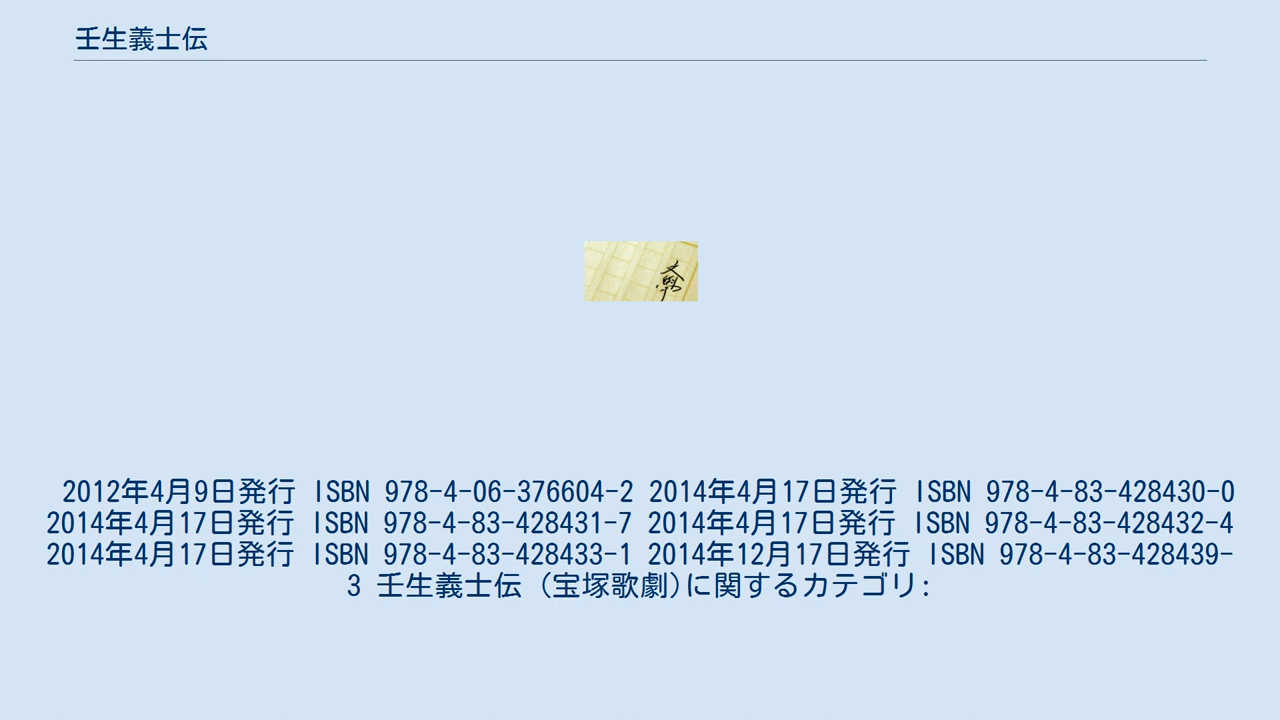 壬生義士伝
2012年4月9日発行 ISBN 978-4-06-376604-2 2014年4月17日発行 ISBN 978-4-83-428430-0
2014年4月17日発行 ISBN 978-4-83-428431-7 2014年4月17日発行 ISBN 978-4-83-428432-4
2014年4月17日発行 ISBN 978-4-83-428433-1 2014年12月17日発行 ISBN 978-4-83-428439-
3 壬生義士伝 (宝塚歌劇)に関するカテゴリ: